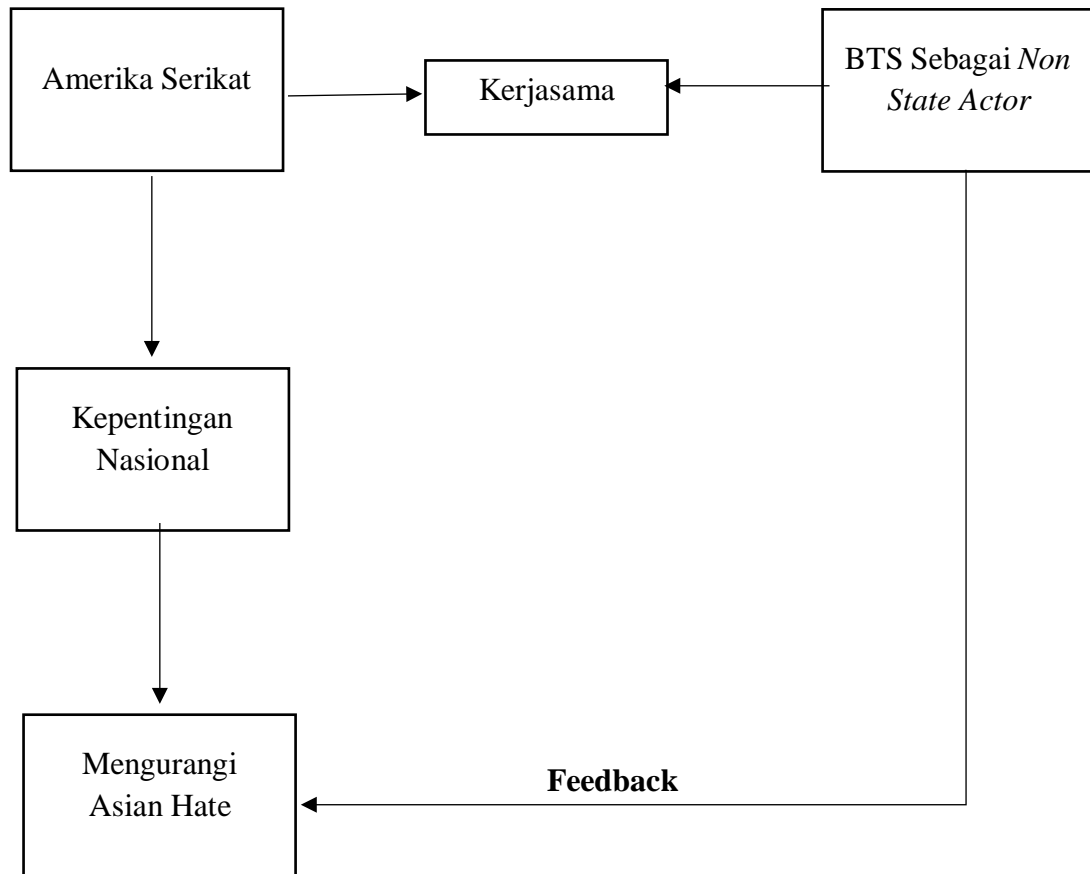 Amerika Serikat
Kerjasama
BTS Sebagai Non
State Actor
Kepentingan
Nasional
Mengurangi
Asian Hate
Feedback